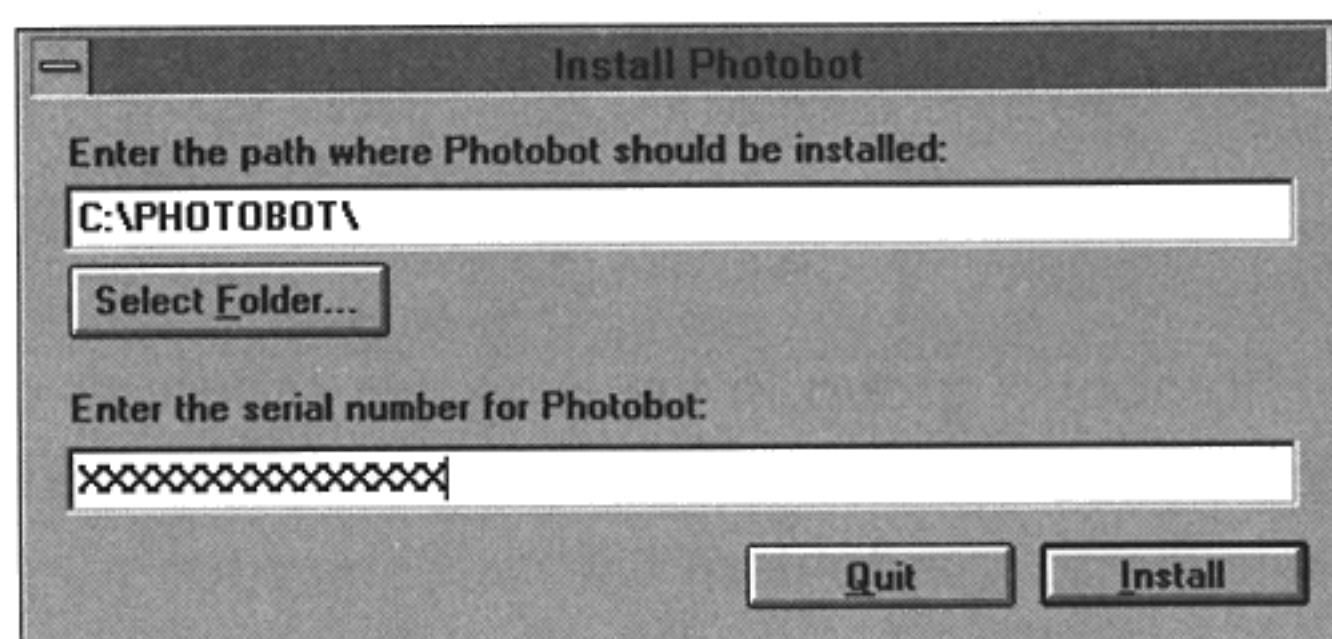 Install Photobot
Enter the path where Photobot should be installed:
C:\PHOTOBOT\
Select Folder...
Enter the serial number for Photobot:
XXXXXXXXXXXXXXX
Quit Install